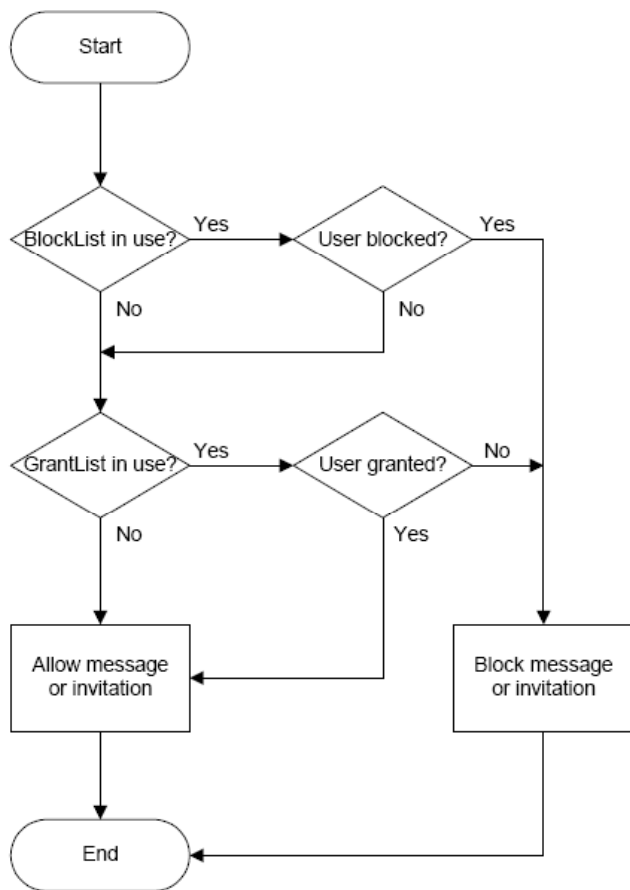 Start
BlockList in use?
Yes
User blocked?
Yes
No
No
GrantList in use?
Yes
User granted?
No
No
Yes
Allow message
or invitation
Block message
or invitation
End